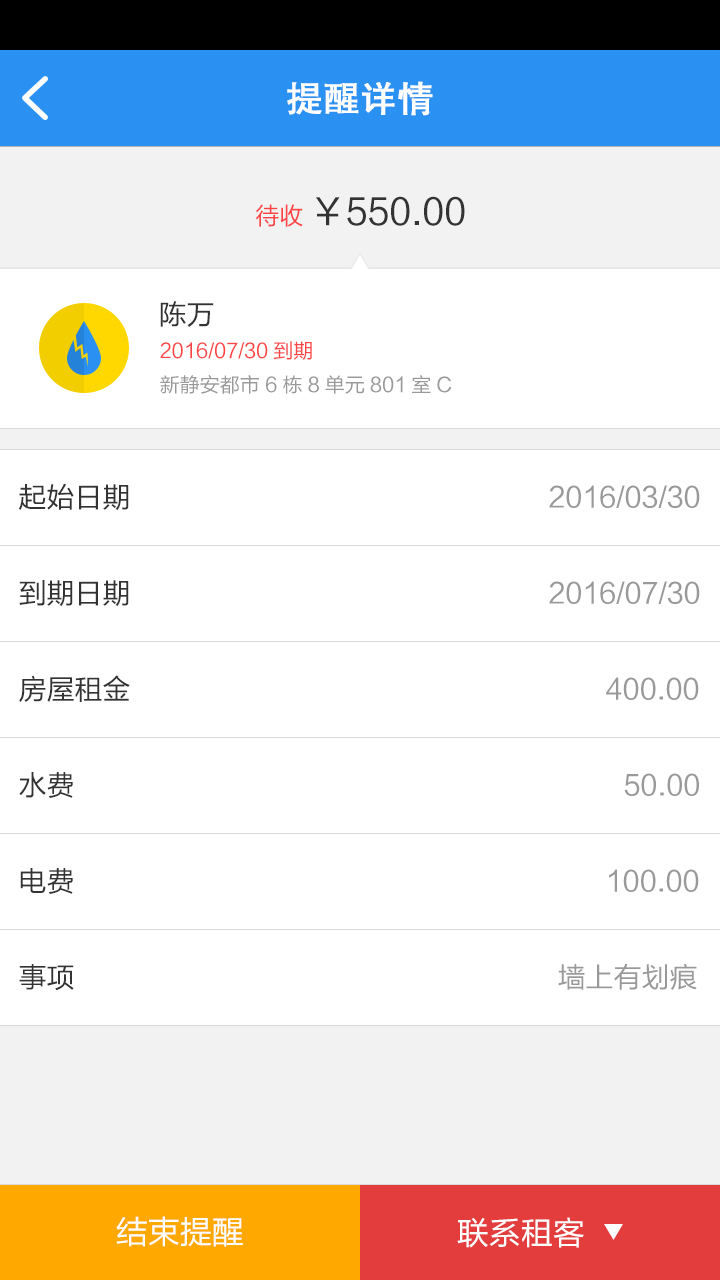 提醒详情
待收 ￥550.00
陈万
2016/07/30 到期
新静安都市 6 栋 8 单元 801 室 C
起始日期 2016/03/30
到期日期 2016/07/30
房屋租金 400.00
水费 50.00
电费 100.00
事项 墙上有划痕
结束提醒 联系租客 ▼